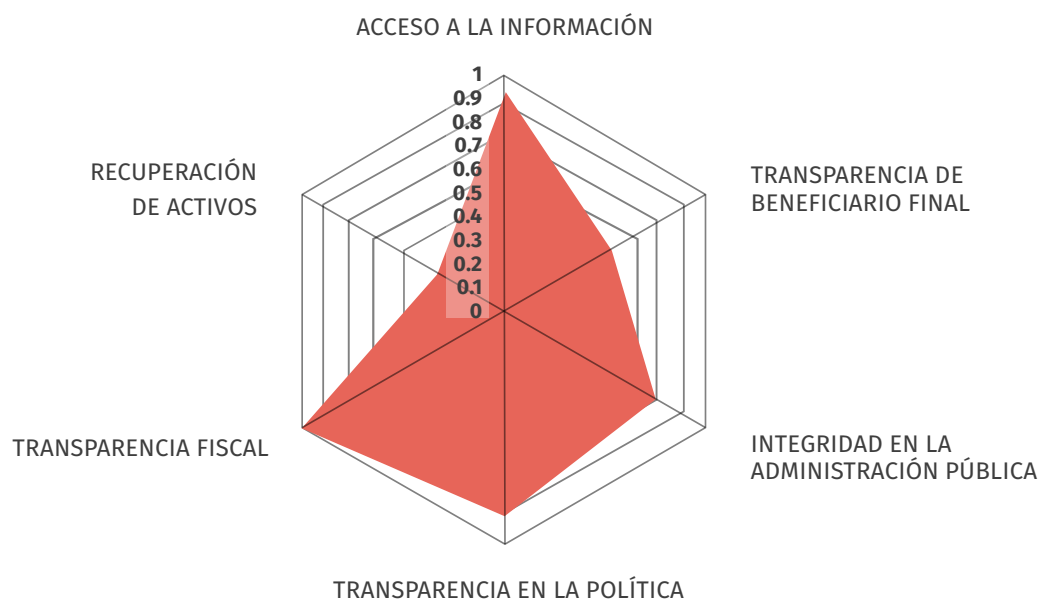 ACCESO A LA INFORMACIÓN
1
0.9
0.8
0.7
0.6
0.5
0.4
0.3
0.2
0.1
0
RECUPERACIÓN
DE ACTIVOS
TRANSPARENCIA DE
BENEFICIARIO FINAL
TRANSPARENCIA FISCAL
INTEGRIDAD EN LA
ADMINISTRACIÓN PÚBLICA
TRANSPARENCIA EN LA POLÍTICA